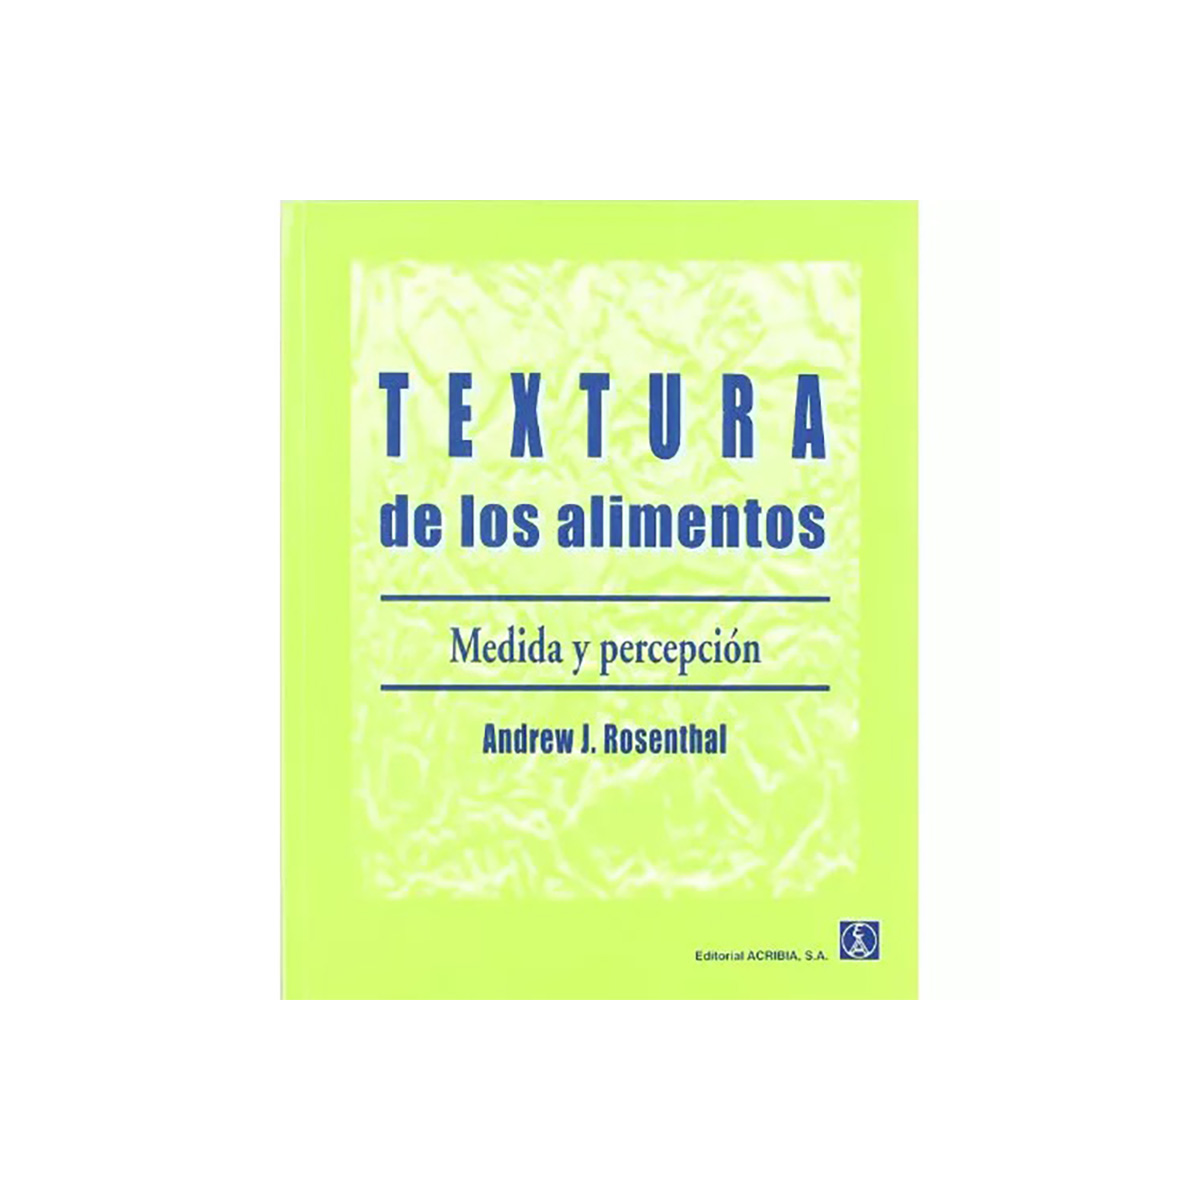 TEXTURA
de los alimentos
Medida y percepción
Andrew J. Rosenthal
Editorial ACRIBIA, S.A.
E
A